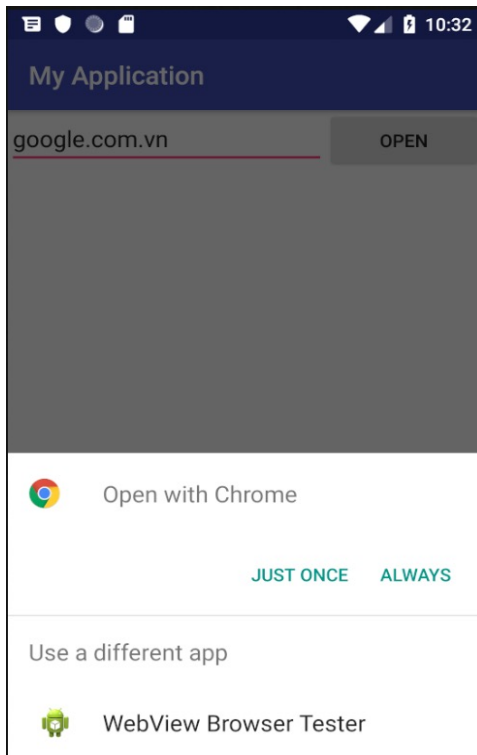 10:32
My Application
google.com.vn
OPEN
Open with Chrome
JUST ONCE ALWAYS
Use a different app
WebView Browser Tester